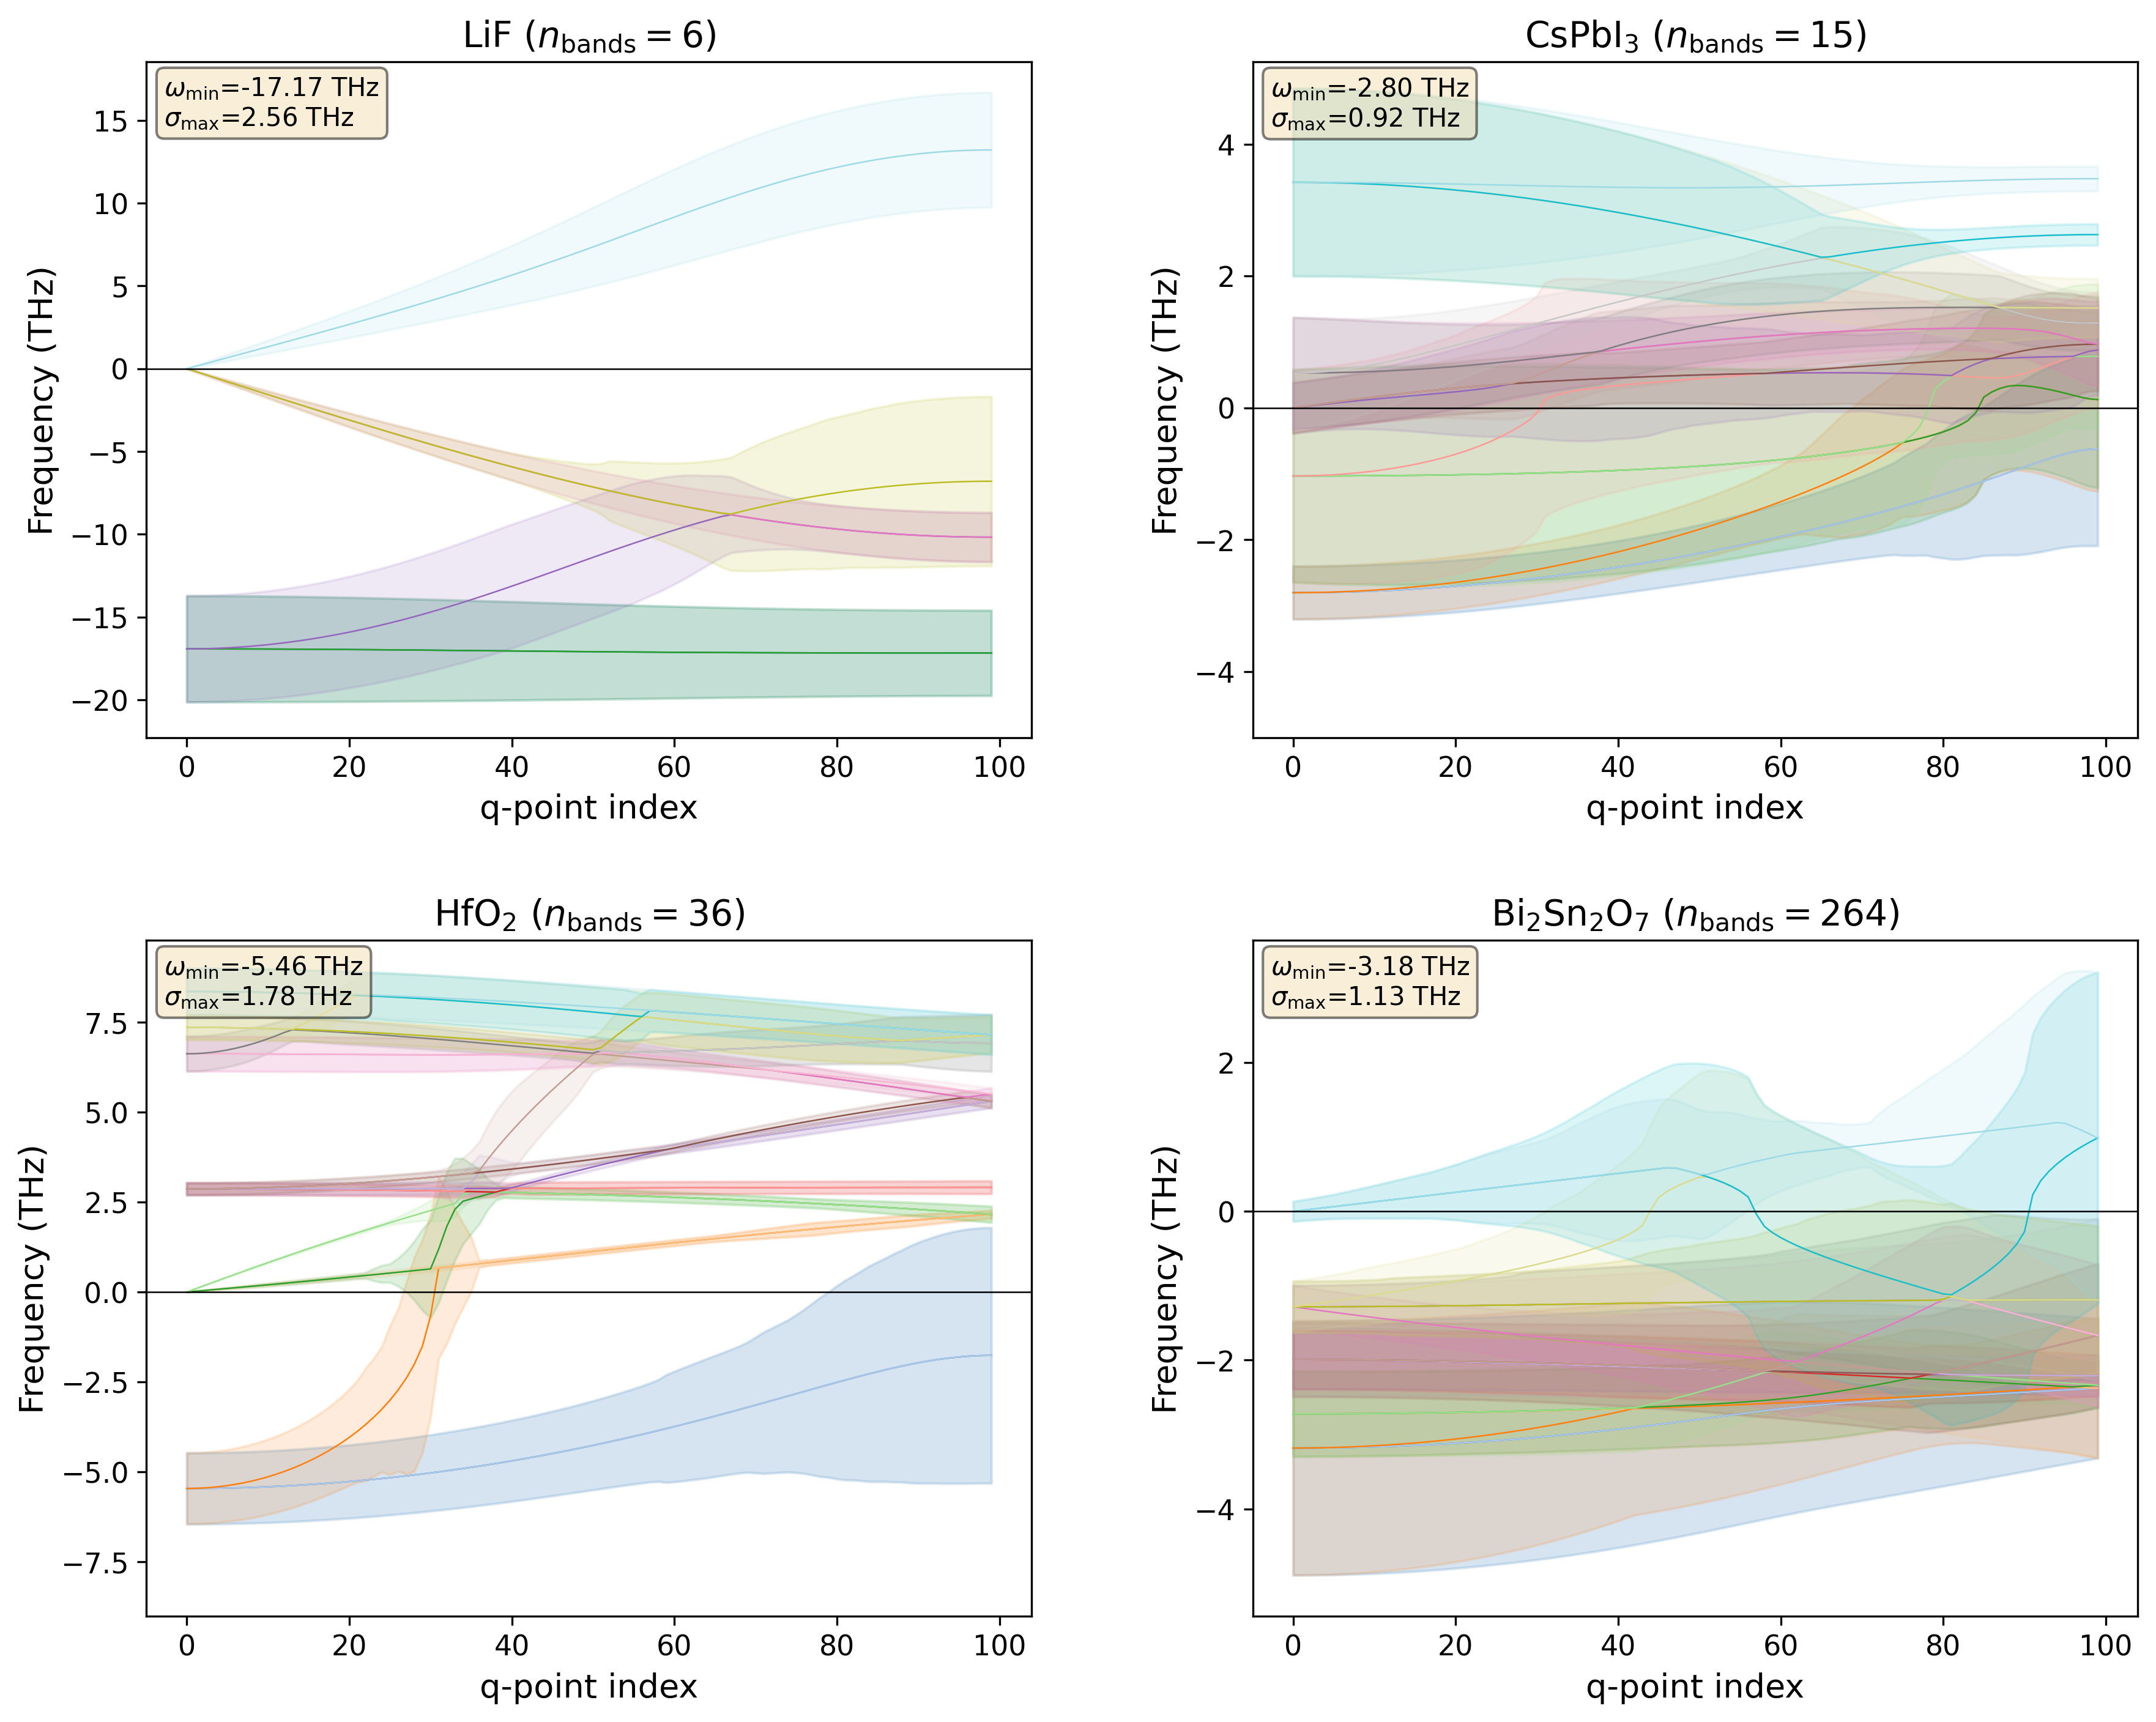 LiF (n_bands = 6)
ω_min=-17.17 THz
σ_max=2.56 THz
15
10
5
0
−5
−10
−15
−20
Frequency (THz)
0 20 40 60 80 100
q-point index
CsPbI₃ (n_bands = 15)
ω_min=-2.80 THz
σ_max=0.92 THz
4
2
0
−2
−4
Frequency (THz)
0 20 40 60 80 100
q-point index
HfO₂ (n_bands = 36)
ω_min=-5.46 THz
σ_max=1.78 THz
7.5
5.0
2.5
0.0
−2.5
−5.0
−7.5
Frequency (THz)
0 20 40 60 80 100
q-point index
Bi₂Sn₂O₇ (n_bands = 264)
ω_min=-3.18 THz
σ_max=1.13 THz
2
0
−2
−4
Frequency (THz)
0 20 40 60 80 100
q-point index